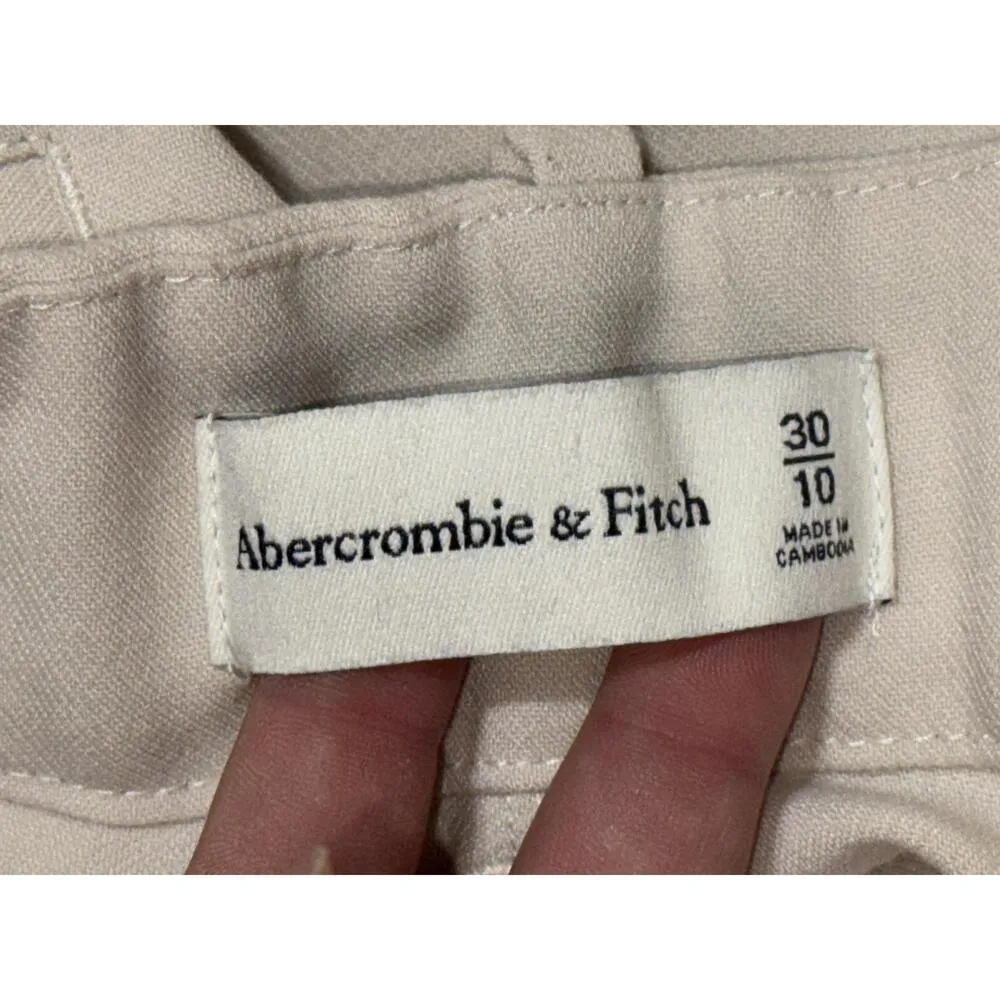 Abercrombie & Fitch
30
10
MADE IN
CAMBODIA